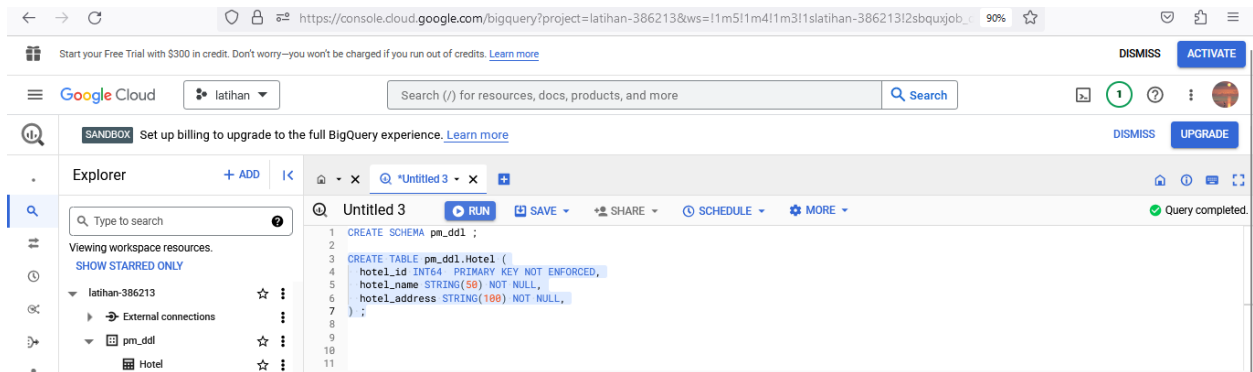 https://console.cloud.google.com/bigquery?project=latihan-386213&ws=!1m5!1m4!1m3!1slatihan-386213!2sbquxjob_ 90%
Start your Free Trial with $300 in credit. Don't worry—you won't be charged if you run out of credits. Learn more DISMISS ACTIVATE
Google Cloud latihan Search (/) for resources, docs, products, and more Search 1
SANDBOX Set up billing to upgrade to the full BigQuery experience. Learn more DISMISS UPGRADE
Explorer + ADD *Untitled 3
Untitled 3 RUN SAVE SHARE SCHEDULE MORE Query completed.
Type to search
Viewing workspace resources.
SHOW STARRED ONLY
latihan-386213
External connections
pm_ddl
Hotel
1 CREATE SCHEMA pm_ddl ;
2
3 CREATE TABLE pm_ddl.Hotel (
4 hotel_id INT64 PRIMARY KEY NOT ENFORCED,
5 hotel_name STRING(50) NOT NULL,
6 hotel_address STRING(100) NOT NULL,
7 ) ;
8
9
10
11